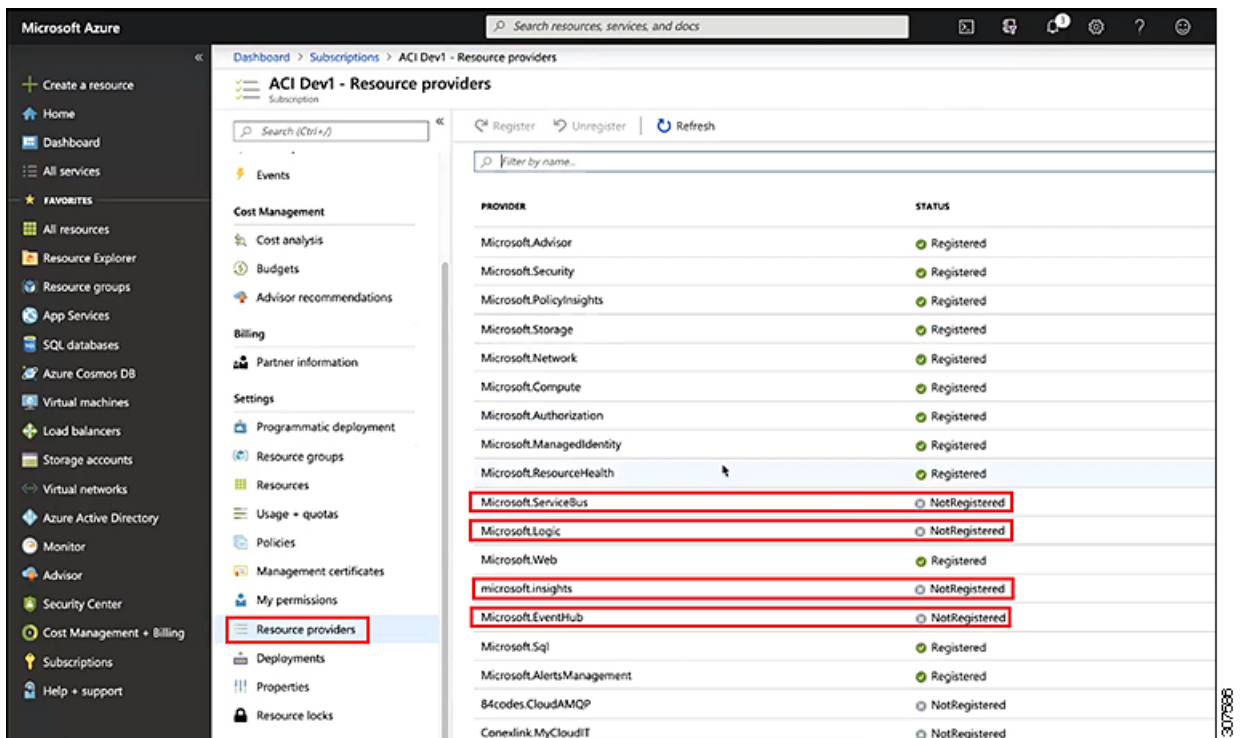 Microsoft Azure
Search resources, services, and docs
1
?
«
Create a resource
Home
Dashboard
All services
FAVORITES
All resources
Resource Explorer
Resource groups
App Services
SQL databases
Azure Cosmos DB
Virtual machines
Load balancers
Storage accounts
Virtual networks
Azure Active Directory
Monitor
Advisor
Security Center
Cost Management + Billing
Subscriptions
Help + support
Dashboard > Subscriptions > ACI Dev1 - Resource providers
ACI Dev1 - Resource providers
Subscription
Search (Ctrl+/)
«
Events
Cost Management
Cost analysis
Budgets
Advisor recommendations
Billing
Partner information
Settings
Programmatic deployment
Resource groups
Resources
Usage + quotas
Policies
Management certificates
My permissions
Resource providers
Deployments
Properties
Resource locks
Register Unregister Refresh
Filter by name...
PROVIDER STATUS
Microsoft.Advisor Registered
Microsoft.Security Registered
Microsoft.PolicyInsights Registered
Microsoft.Storage Registered
Microsoft.Network Registered
Microsoft.Compute Registered
Microsoft.Authorization Registered
Microsoft.ManagedIdentity Registered
Microsoft.ResourceHealth Registered
Microsoft.ServiceBus NotRegistered
Microsoft.Logic NotRegistered
Microsoft.Web Registered
microsoft.insights NotRegistered
Microsoft.EventHub NotRegistered
Microsoft.Sql Registered
Microsoft.AlertsManagement Registered
84codes.CloudAMQP NotRegistered
Conexlink.MyCloudIT NotRegistered
307586